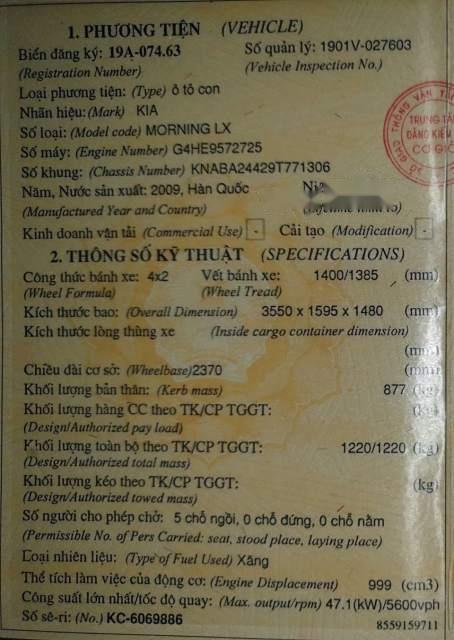 1. PHƯƠNG TIỆN (VEHICLE)
Biển đăng ký: 19A-074.63 Số quản lý: 1901V-027603
(Registration Number) (Vehicle Inspection No.)
Loại phương tiện: (Type) ô tô con
Nhãn hiệu: (Mark) KIA
Số loại: (Model code) MORNING LX
Số máy: (Engine Number) G4HE9572725
Số khung: (Chassis Number) KNABA24429T771306
Năm, Nước sản xuất: 2009, Hàn Quốc
(Manufactured Year and Country)
Kinh doanh vận tải (Commercial Use) - Cải tạo (Modification) -
2. THÔNG SỐ KỸ THUẬT (SPECIFICATIONS)
Công thức bánh xe: 4x2 Vết bánh xe: 1400/1385 (mm)
(Wheel Formula) (Wheel Tread)
Kích thước bao: (Overall Dimension) 3550 x 1595 x 1480 (mm)
Kích thước lòng thùng xe (Inside cargo container dimension)
(mm)
Chiều dài cơ sở: (Wheelbase)2370 (mm)
Khối lượng bản thân: (Kerb mass) 877 (kg)
Khối lượng hàng CC theo TK/CP TGGT: (kg)
(Design/Authorized pay load)
Khối lượng toàn bộ theo TK/CP TGGT: 1220/1220 (kg)
(Design/Authorized total mass)
Khối lượng kéo theo TK/CP TGGT: (kg)
(Design/Authorized towed mass)
Số người cho phép chở: 5 chỗ ngồi, 0 chỗ đứng, 0 chỗ nằm
(Permissible No. of Pers Carried: seat, stood place, laying place)
Loại nhiên liệu: (Type of Fuel Used) Xăng
Thể tích làm việc của động cơ: (Engine Displacement) 999 (cm3)
Công suất lớn nhất/tốc độ quay: (Max. output/rpm) 47.1(kW)/5600vph
Số sê-ri: (No.) KC-6069886 8559159711
TRUNG TÂM
ĐĂNG KIỂM
CƠ GIỚI